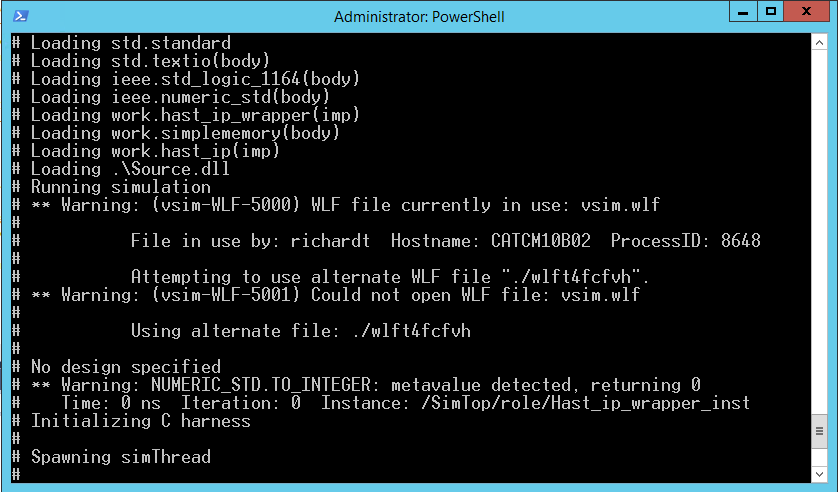 Administrator: PowerShell
# Loading std.standard
# Loading std.textio(body)
# Loading ieee.std_logic_1164(body)
# Loading ieee.numeric_std(body)
# Loading work.hast_ip_wrapper(imp)
# Loading work.simplememory(body)
# Loading work.hast_ip(imp)
# Loading .\Source.dll
# Running simulation
# ** Warning: (vsim-WLF-5000) WLF file currently in use: vsim.wlf
#
#           File in use by: richardt  Hostname: CATCM10B02  ProcessID: 8648
#
#           Attempting to use alternate WLF file "./wlft4fcfvh".
# ** Warning: (vsim-WLF-5001) Could not open WLF file: vsim.wlf
#
#           Using alternate file: ./wlft4fcfvh
#
# No design specified
# ** Warning: NUMERIC_STD.TO_INTEGER: metavalue detected, returning 0
#    Time: 0 ns  Iteration: 0  Instance: /SimTop/role/Hast_ip_wrapper_inst
# Initializing C harness
#
# Spawning simThread
#